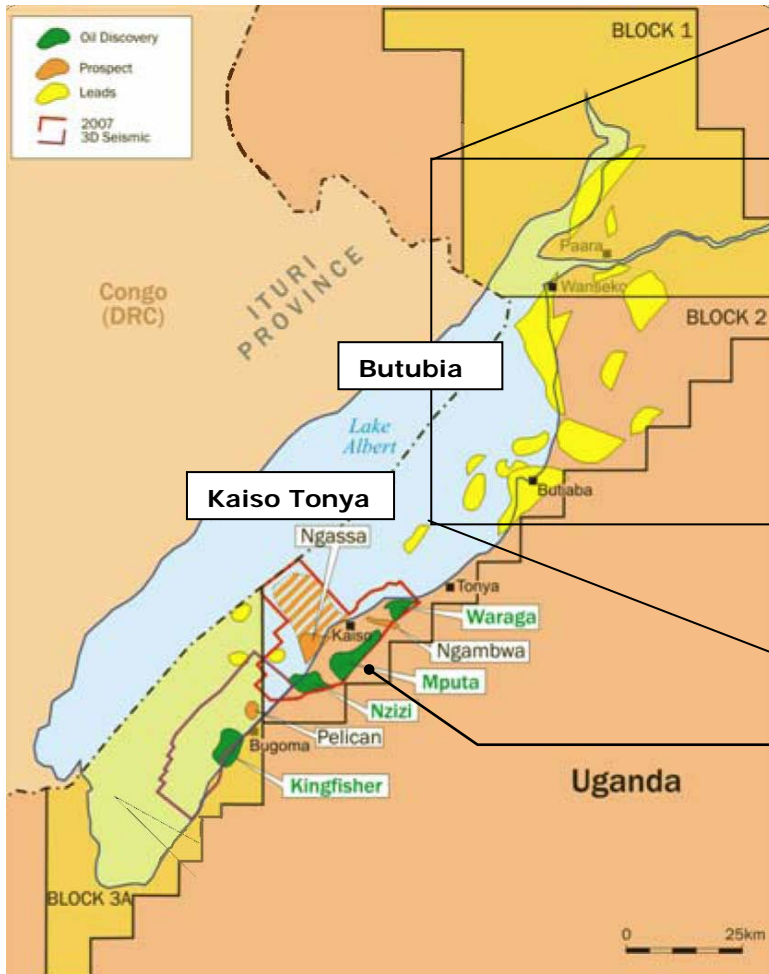 Oil Discovery
Prospect
Leads
2007
3D Seismic
BLOCK 1
Paara
Wanseko
BLOCK 2
Congo
(DRC)
ITURI
PROVINCE
Butubia
Lake
Albert
Butiaba
Kaiso Tonya
Ngassa
Tonya
Waraga
Kaiso
Ngambwa
Mputa
Nzizi
Pelican
Bugoma
Kingfisher
Uganda
BLOCK 3A
0 25km